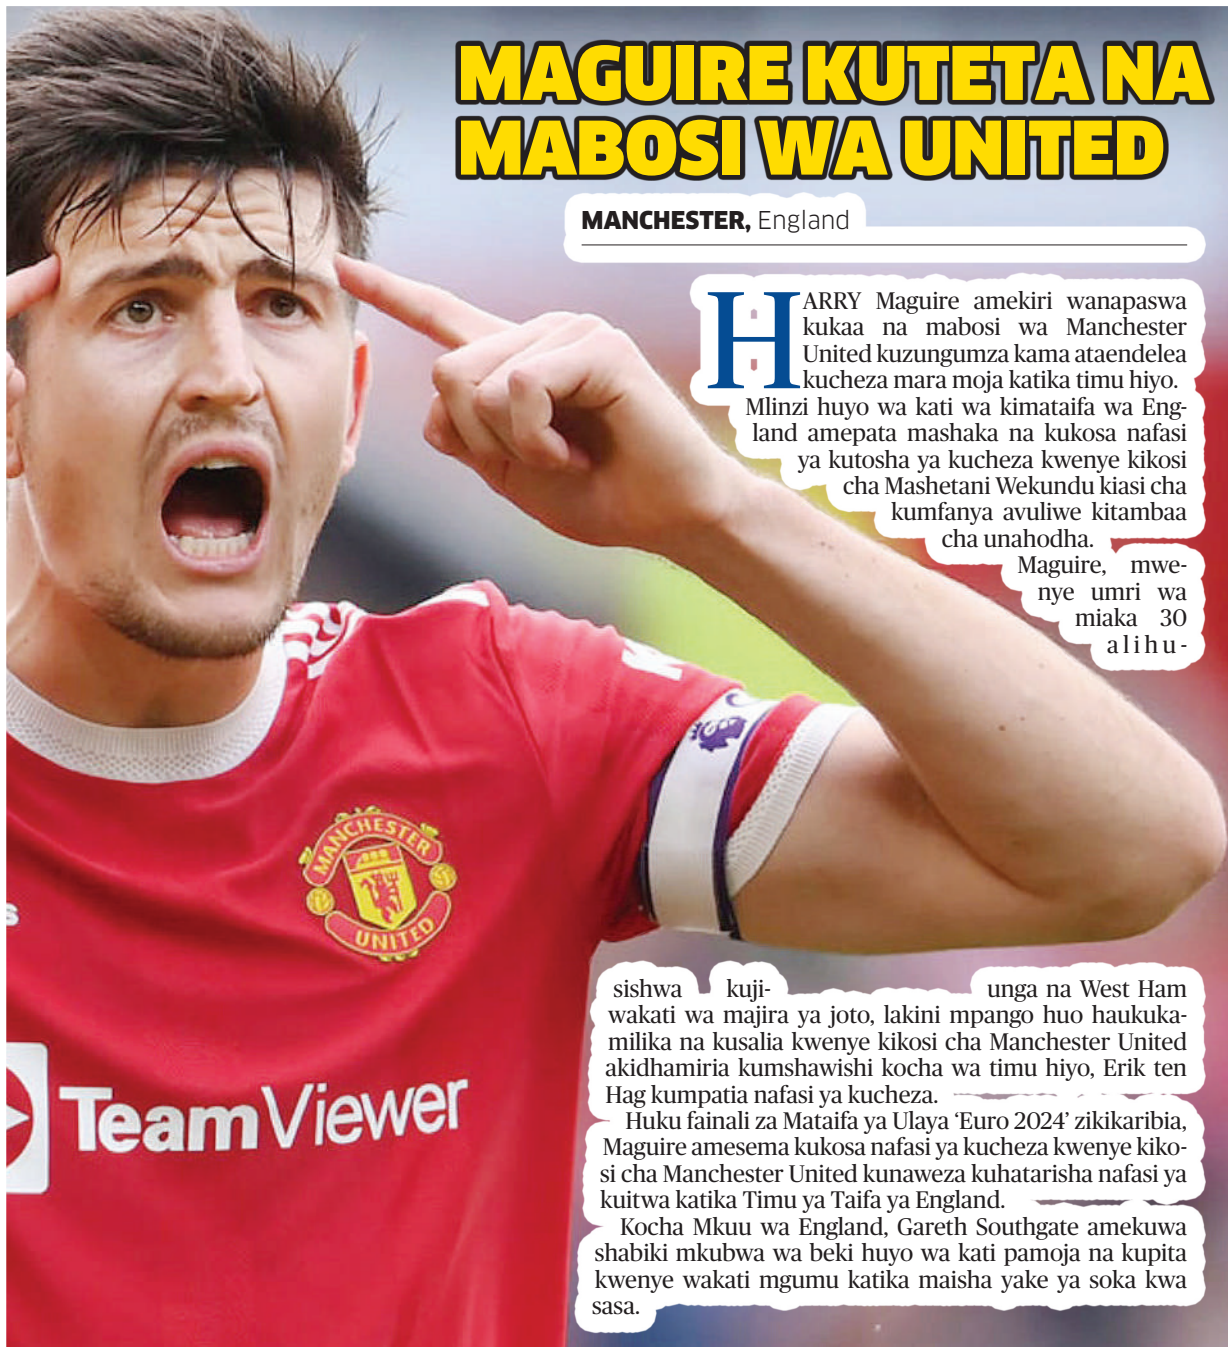 MAGUIRE KUTETA NA
MABOSI WA UNITED
MANCHESTER, England
HARRY Maguire amekiri wanapaswa
kukaa na mabosi wa Manchester
United kuzungumza kama ataendelea
kucheza mara moja katika timu hiyo.
Mlinzi huyo wa kati wa kimataifa wa Eng-
land amepata mashaka na kukosa nafasi
ya kutosha ya kucheza kwenye kikosi
cha Mashetani Wekundu kiasi cha
kumfanya avuliwe kitambaa
cha unahodha.
Maguire, mwe-
nye umri wa
miaka 30
alihu-
sishwa kuji- unga na West Ham
wakati wa majira ya joto, lakini mpango huo haukuka-
milika na kusalia kwenye kikosi cha Manchester United
akidhamiria kumshawishi kocha wa timu hiyo, Erik ten
Hag kumpatia nafasi ya kucheza.
Huku fainali za Mataifa ya Ulaya ‘Euro 2024’ zikikaribia,
Maguire amesema kukosa nafasi ya kucheza kwenye kiko-
si cha Manchester United kunaweza kuhatarisha nafasi ya
kuitwa katika Timu ya Taifa ya England.
Kocha Mkuu wa England, Gareth Southgate amekuwa
shabiki mkubwa wa beki huyo wa kati pamoja na kupita
kwenye wakati mgumu katika maisha yake ya soka kwa
sasa.
MANCHESTER
UNITED
TeamViewer